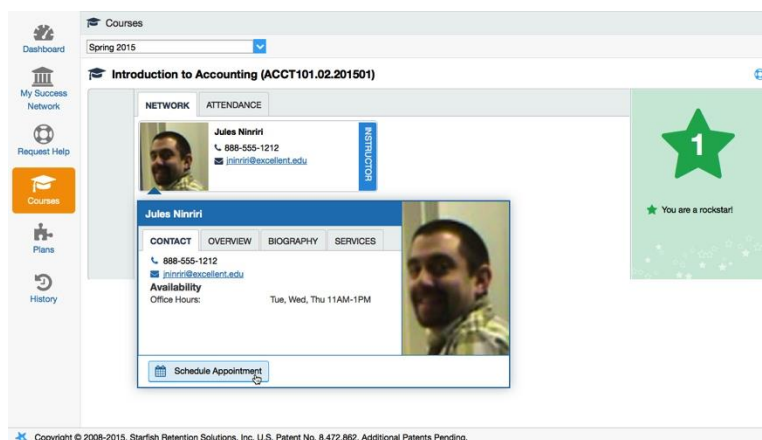 Courses
Dashboard
Spring 2015
Introduction to Accounting (ACCT101.02.201501)
My Success
Network
NETWORK ATTENDANCE
Jules Ninriri
888-555-1212
jninriri@excellent.edu
INSTRUCTOR
1
You are a rockstar!
Request Help
Courses
Plans
History
Jules Ninriri
CONTACT OVERVIEW BIOGRAPHY SERVICES
888-555-1212
jninriri@excellent.edu
Availability
Office Hours: Tue, Wed, Thu 11AM-1PM
Schedule Appointment
Copyright © 2008-2015, Starfish Retention Solutions, Inc. U.S. Patent No. 8,472,862. Additional Patents Pending.